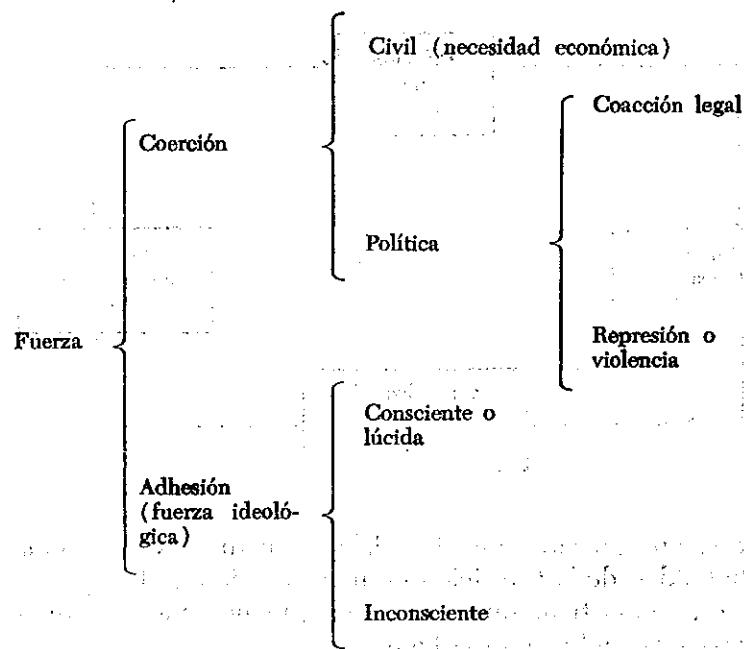 Civil (necesidad económica)
Coacción legal
Coerción
Política
Fuerza
Represión o
violencia
Consciente o
lúcida
Adhesión
(fuerza ideoló-
gica)
Inconsciente